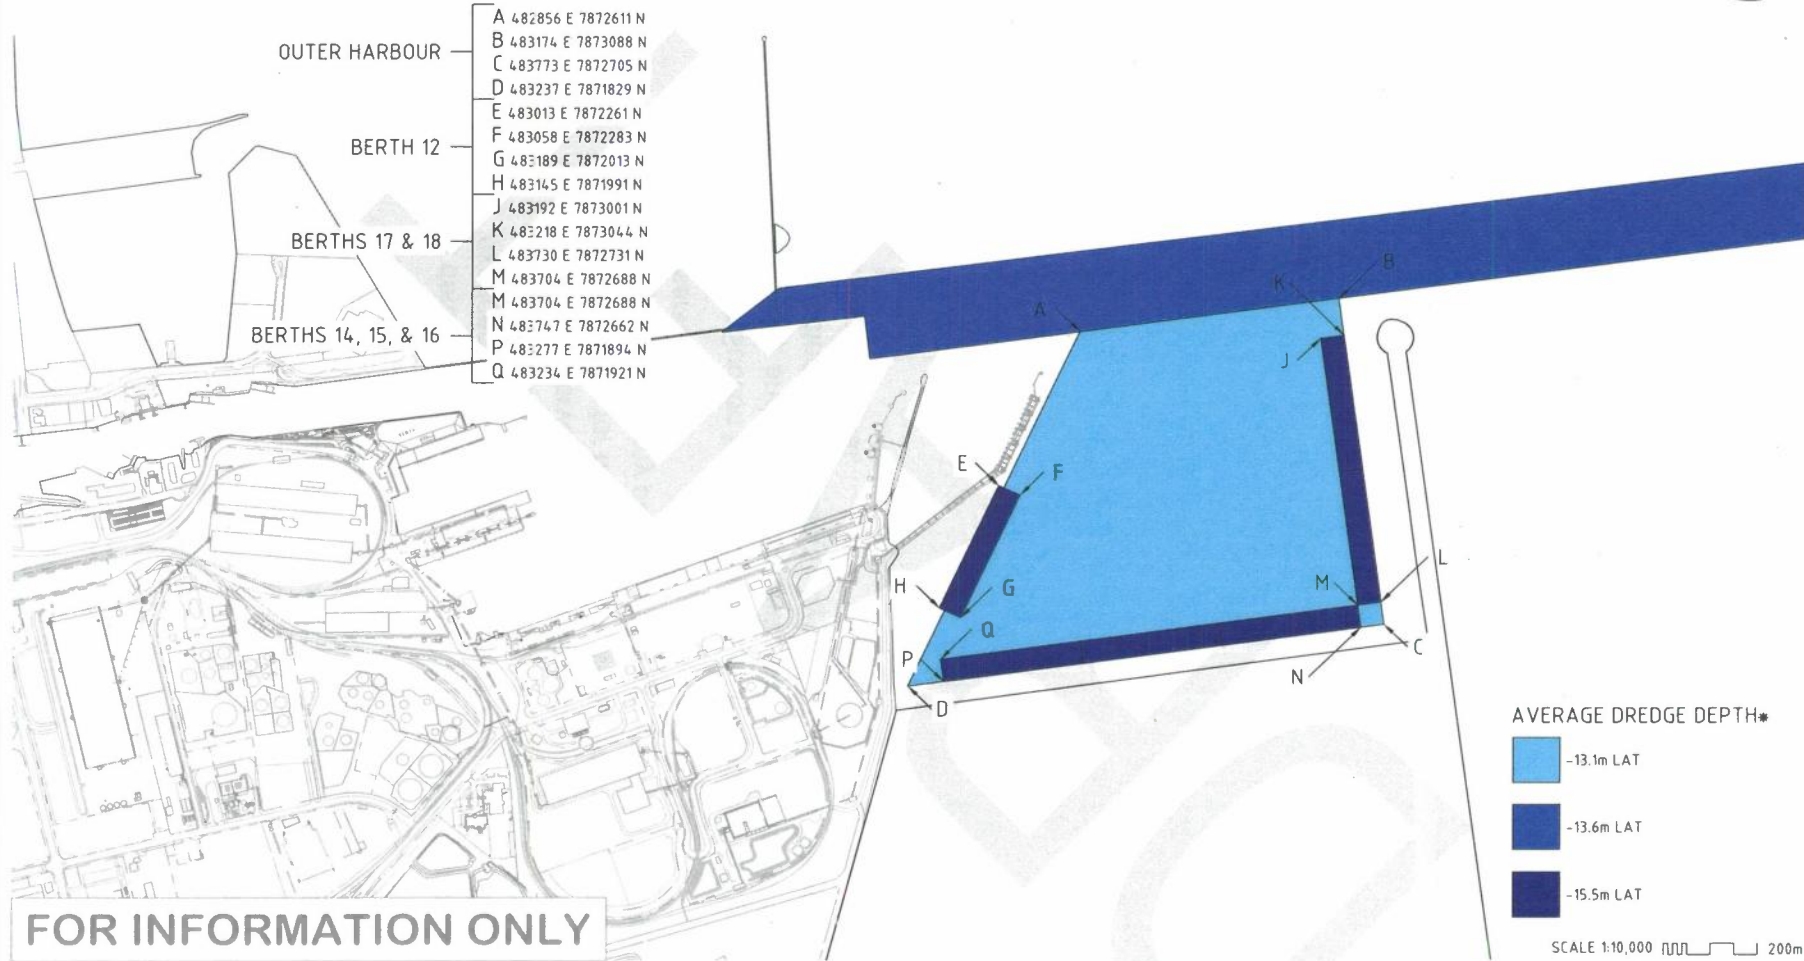 OUTER HARBOUR
A 482856 E 7872611 N
B 483174 E 7873088 N
C 483773 E 7872705 N
D 483237 E 7871829 N
BERTH 12
E 483013 E 7872261 N
F 483058 E 7872283 N
G 483189 E 7872013 N
H 483145 E 7871991 N
BERTHS 17 & 18
J 483192 E 7873001 N
K 483218 E 7873044 N
L 483730 E 7872731 N
M 483704 E 7872688 N
BERTHS 14, 15, & 16
M 483704 E 7872688 N
N 483747 E 7872662 N
P 483277 E 7871894 N
Q 483234 E 7871921 N
B
K
A
J
E
F
L
M
H
G
Q
P
C
N
D
AVERAGE DREDGE DEPTH*
-13.1m LAT
-13.6m LAT
-15.5m LAT
SCALE 1:10,000 200m
FOR INFORMATION ONLY